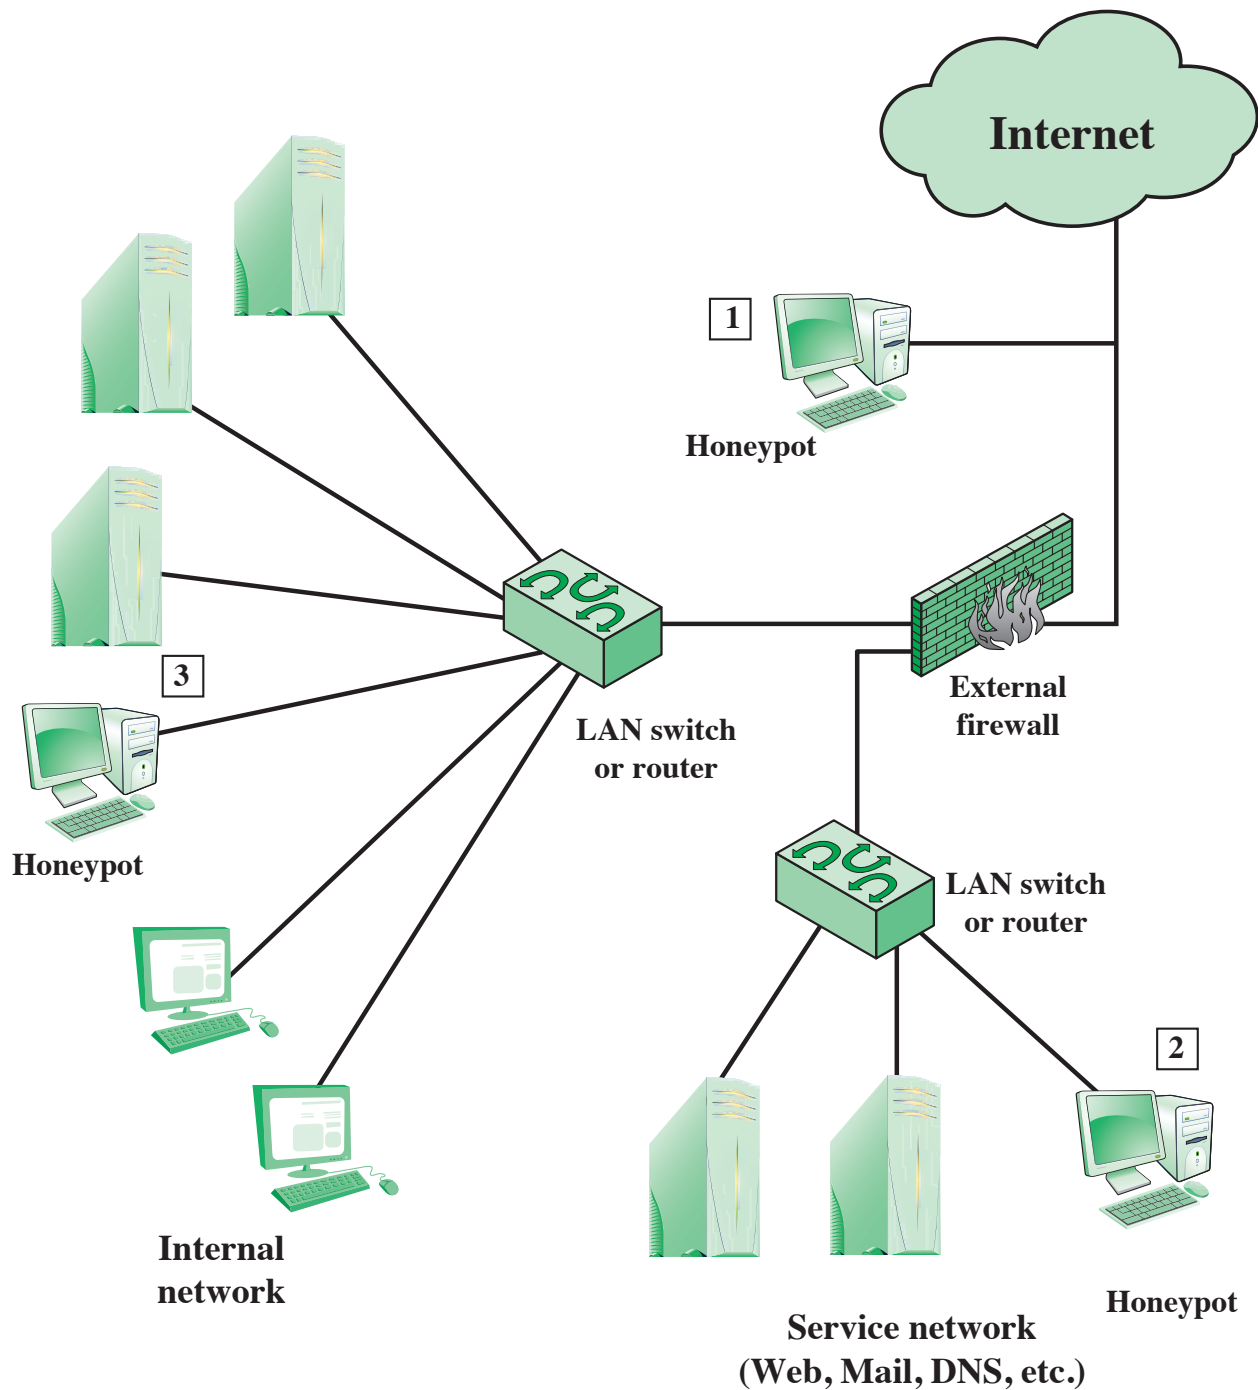 Internet
1
Honeypot
3
Honeypot
External
firewall
LAN switch
or router
LAN switch
or router
2
Honeypot
Internal
network
Service network
(Web, Mail, DNS, etc.)